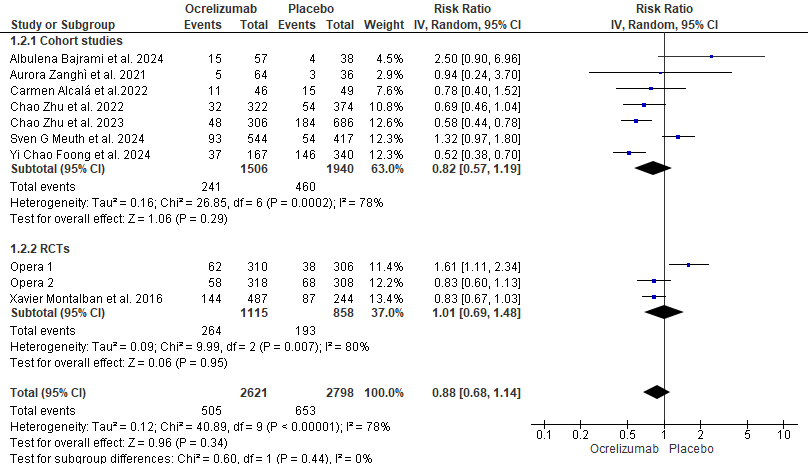 Ocrelizumab Placebo Risk Ratio Risk Ratio
Study or Subgroup Events Total Events Total Weight IV, Random, 95% CI IV, Random, 95% CI
1.2.1 Cohort studies
Albulena Bajrami et al. 2024 15 57 4 38 4.5% 2.50 [0.90, 6.96]
Aurora Zanghì et al. 2021 5 64 3 36 2.9% 0.94 [0.24, 3.70]
Carmen Alcalá et al.2022 11 46 15 49 7.6% 0.78 [0.40, 1.52]
Chao Zhu et al. 2022 32 322 54 374 10.8% 0.69 [0.46, 1.04]
Chao Zhu et al. 2023 48 306 184 686 12.6% 0.58 [0.44, 0.78]
Sven G Meuth et al. 2024 93 544 54 417 12.3% 1.32 [0.97, 1.80]
Yi Chao Foong et al. 2024 37 167 146 340 12.3% 0.52 [0.38, 0.70]
Subtotal (95% CI) 1506 1940 63.0% 0.82 [0.57, 1.19]
Total events 241 460
Heterogeneity: Tau² = 0.16; Chi² = 26.85, df = 6 (P = 0.0002); I² = 78%
Test for overall effect: Z = 1.06 (P = 0.29)
1.2.2 RCTs
Opera 1 62 310 38 306 11.4% 1.61 [1.11, 2.34]
Opera 2 58 318 68 308 12.2% 0.83 [0.60, 1.13]
Xavier Montalban et al. 2016 144 487 87 244 13.4% 0.83 [0.67, 1.03]
Subtotal (95% CI) 1115 858 37.0% 1.01 [0.69, 1.48]
Total events 264 193
Heterogeneity: Tau² = 0.09; Chi² = 9.99, df = 2 (P = 0.007); I² = 80%
Test for overall effect: Z = 0.06 (P = 0.95)
Total (95% CI) 2621 2798 100.0% 0.88 [0.68, 1.14]
Total events 505 653
Heterogeneity: Tau² = 0.12; Chi² = 40.89, df = 9 (P < 0.00001); I² = 78%
Test for overall effect: Z = 0.96 (P = 0.34)
Test for subgroup differences: Chi² = 0.60, df = 1 (P = 0.44), I² = 0%
0.1 0.2 0.5 1 2 5 10
Ocrelizumab Placebo